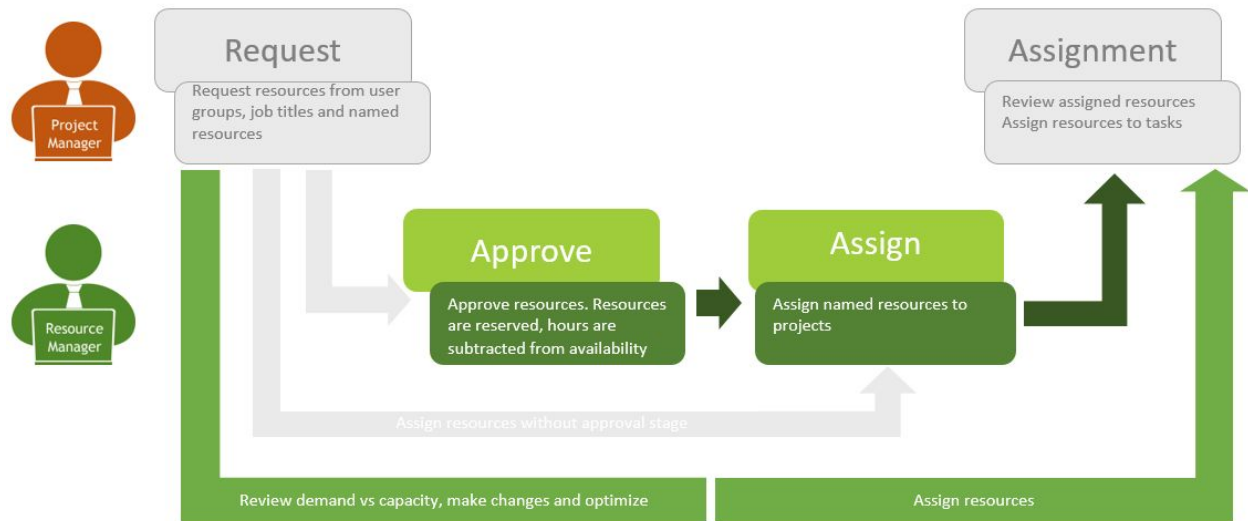 Project
Manager
Request
Request resources from user
groups, job titles and named
resources
Assignment
Review assigned resources
Assign resources to tasks
Resource
Manager
Approve
Approve resources. Resources
are reserved, hours are
subtracted from availability
Assign
Assign named resources to
projects
Assign resources without approval stage
Review demand vs capacity, make changes and optimize
Assign resources